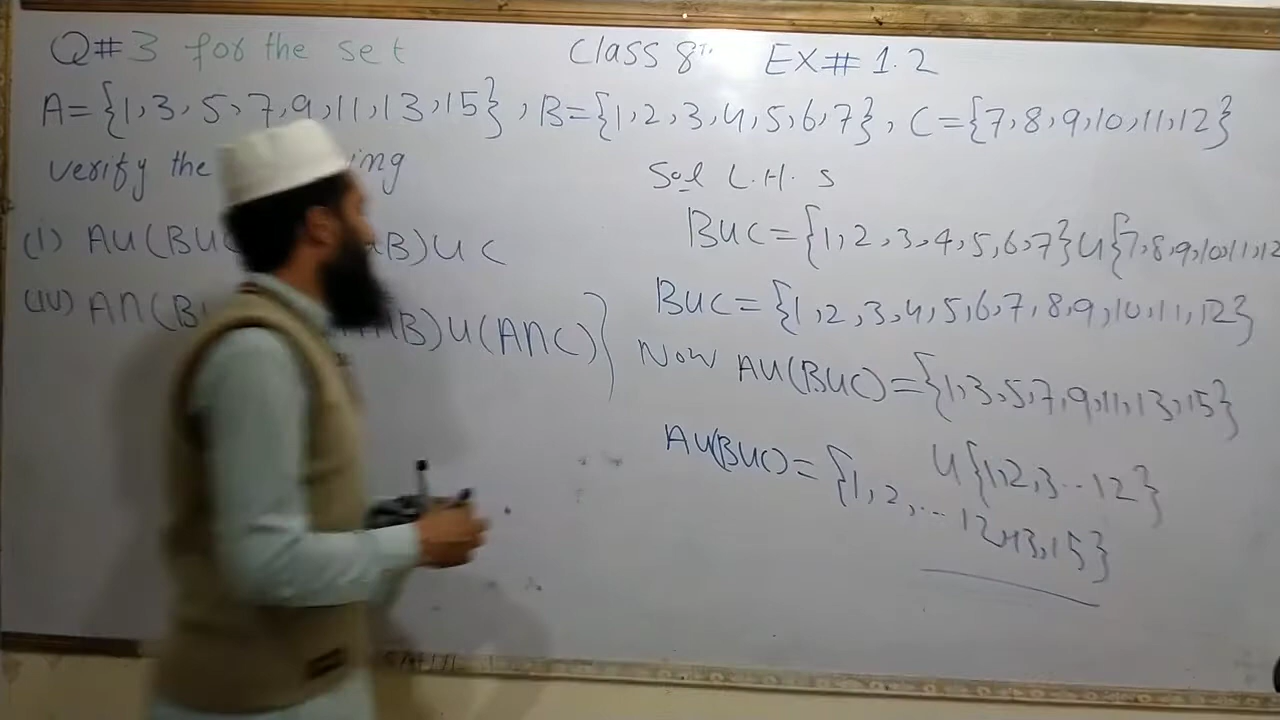 Q#3 for the set
Class 8th EX# 1.2
A={1,3,5,7,9,11,13,15}, B={1,2,3,4,5,6,7}, C={7,8,9,10,11,12}
verify the ing
(I) AU(BUC B)UC
(IV) A∩(B ∩B)U(A∩C)}
Sol L.H.S
BUC={1,2,3,4,5,6,7}U{7,8,9,10,11,12
BUC={1,2,3,4,5,6,7,8,9,10,11,12}
Now AU(BUC)={1,3,5,7,9,11,13,15}
U{1,2,3...12}
AU(BUC)={1,2,...12,13,15}